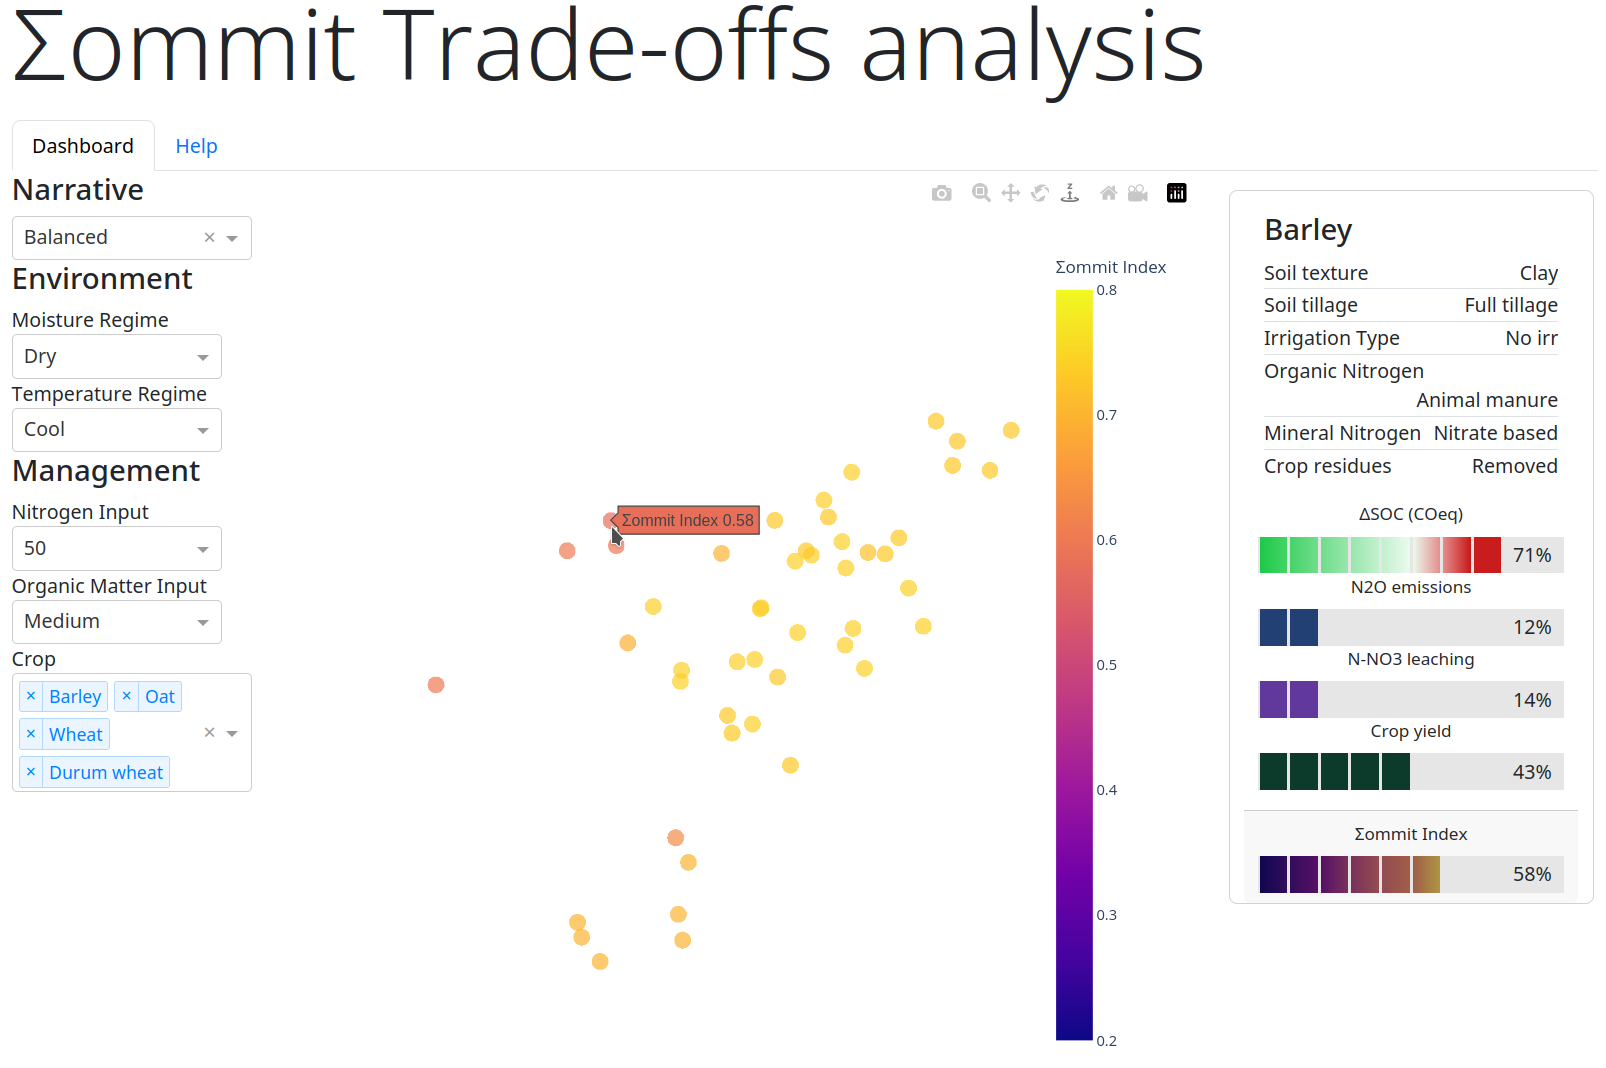 Σommit Trade-offs analysis
Dashboard
Help
Narrative
Balanced
Environment
Moisture Regime
Dry
Temperature Regime
Cool
Management
Nitrogen Input
50
Organic Matter Input
Medium
Crop
× Barley × Oat
× Wheat
× Durum wheat
Σommit Index 0.58
Σommit Index
0.8
0.7
0.6
0.5
0.4
0.3
0.2
Barley
Soil texture Clay
Soil tillage Full tillage
Irrigation Type No irr
Organic Nitrogen
Animal manure
Mineral Nitrogen Nitrate based
Crop residues Removed
ΔSOC (COeq)
71%
N2O emissions
12%
N-NO3 leaching
14%
Crop yield
43%
Σommit Index
58%